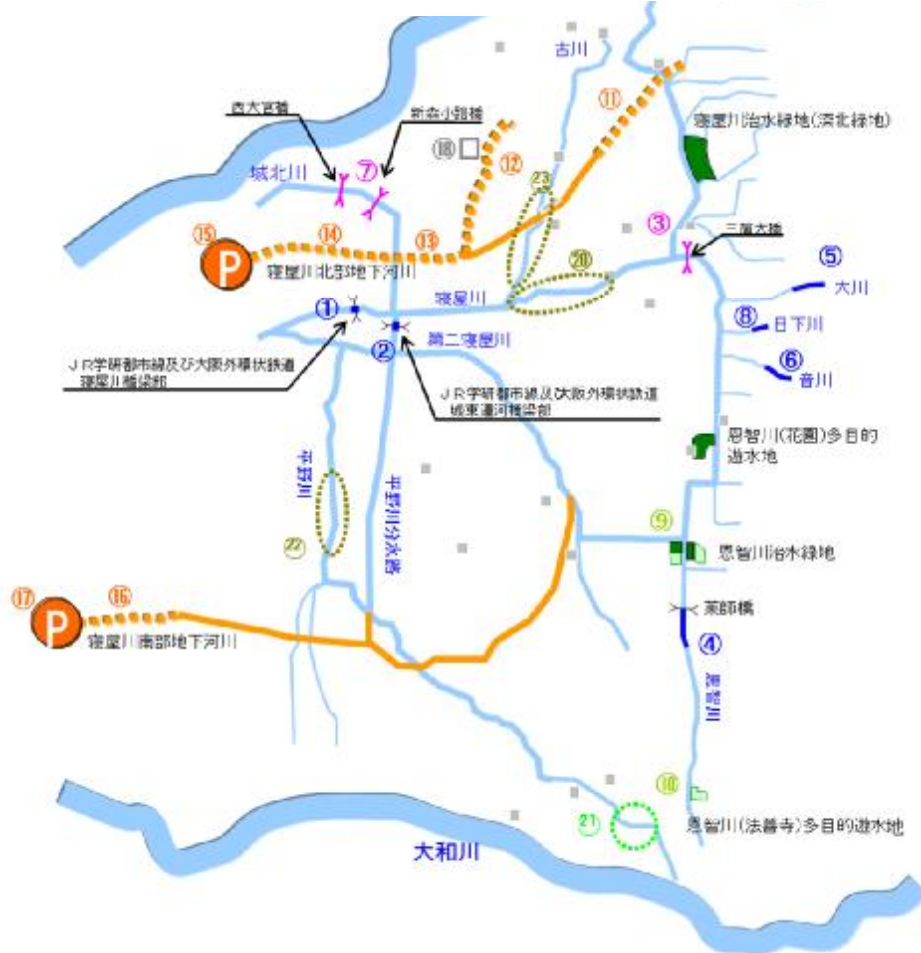 古川
⑪
西大宮橋
新森小路橋
寝屋川治水緑地(深北緑地)
⑱
⑫
城北川
⑦
㉓
⑮
⑭
⑬
③
P
寝屋川北部地下河川
⑳
⑤
大川
①
寝屋川
⑧
日下川
②
第二寝屋川
⑥
音川
JR学研都市線及び大阪外環状鉄道
寝屋川橋梁部
JR学研都市線及び大阪外環状鉄道
城東運河橋梁部
恩智川(花園)多目的
遊水地
平野川
平野川分水路
⑨
㉒
恩智川治水緑地
⑰
⑯
薬師橋
P
寝屋川南部地下河川
④
恩智川
⑩
㉑
恩智川(法善寺)多目的遊水地
大和川